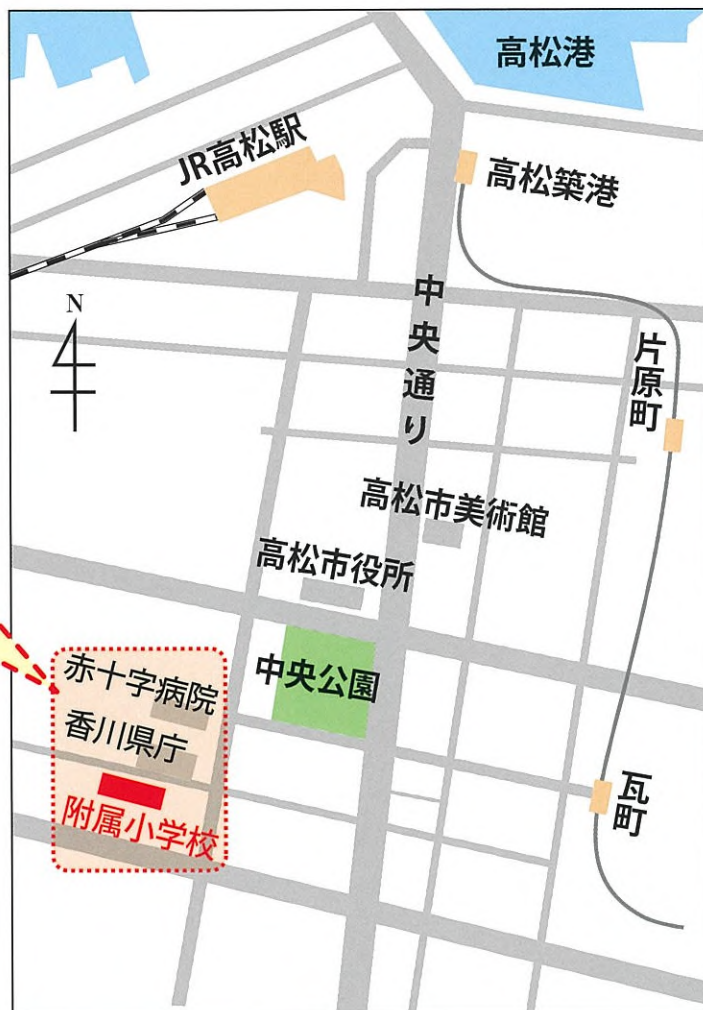 高松港
JR高松駅
高松築港
N
中央通り
片原町
高松市美術館
高松市役所
中央公園
赤十字病院
香川県庁
附属小学校
瓦町